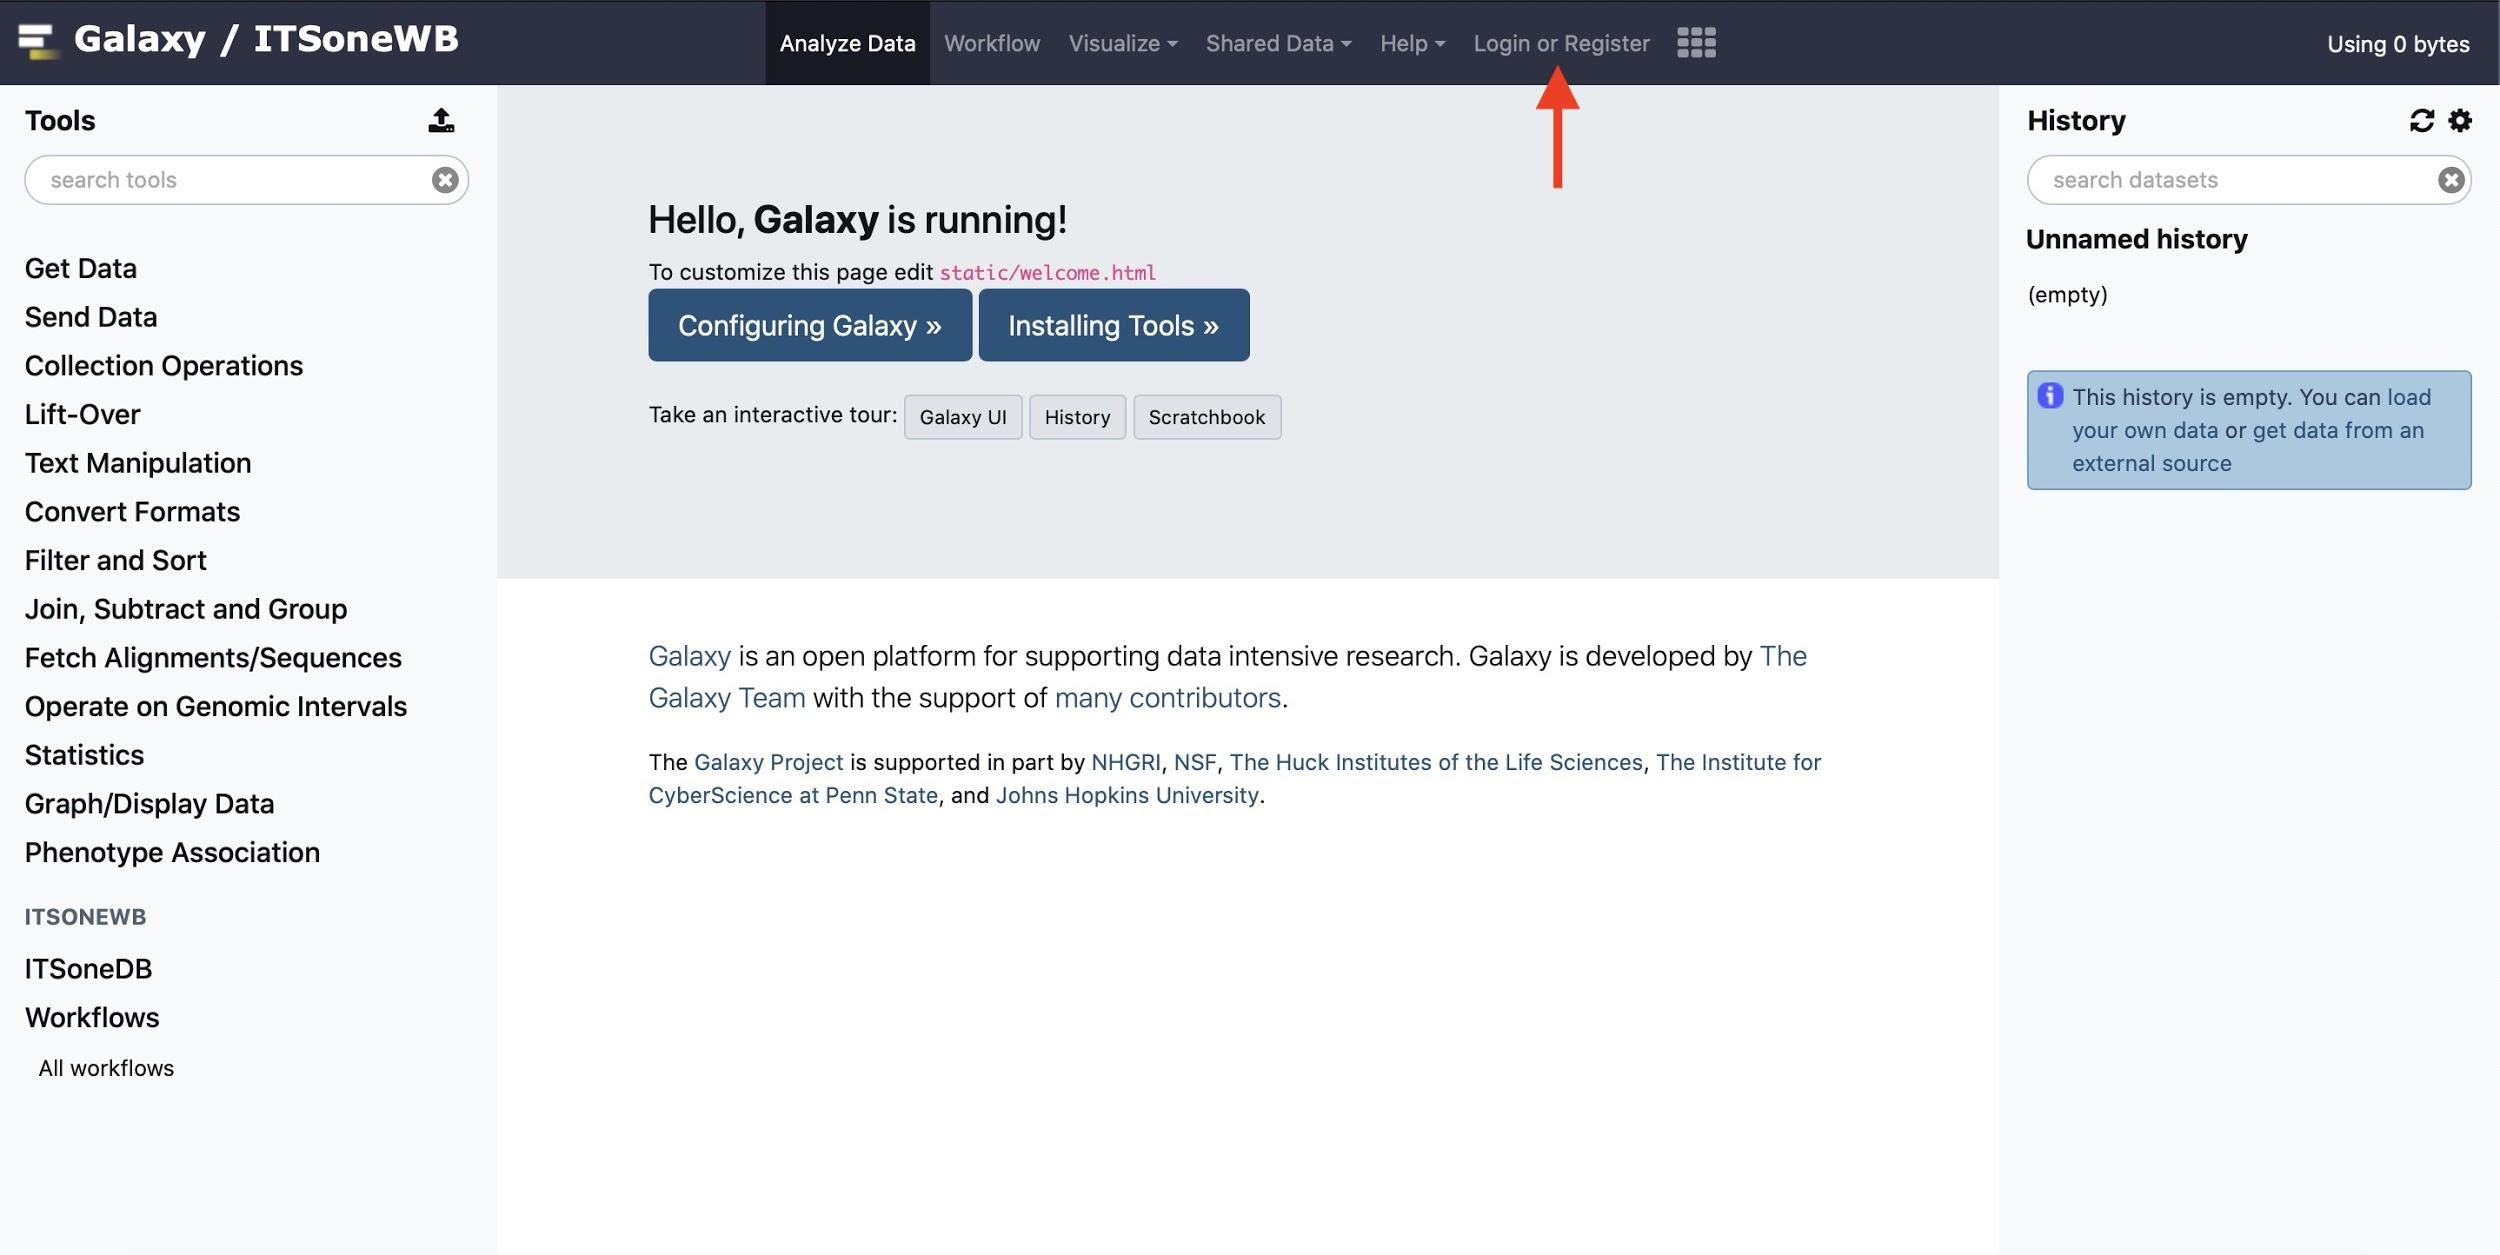 Galaxy / ITSoneWB
Analyze Data
Workflow
Visualize
Shared Data
Help
Login or Register
Using 0 bytes
Tools
search tools
Get Data
Send Data
Collection Operations
Lift-Over
Text Manipulation
Convert Formats
Filter and Sort
Join, Subtract and Group
Fetch Alignments/Sequences
Operate on Genomic Intervals
Statistics
Graph/Display Data
Phenotype Association
ITSONEWB
ITSoneDB
Workflows
All workflows
Hello, Galaxy is running!
To customize this page edit static/welcome.html
Configuring Galaxy »
Installing Tools »
Take an interactive tour: Galaxy UI History Scratchbook
Galaxy is an open platform for supporting data intensive research. Galaxy is developed by The
Galaxy Team with the support of many contributors.
The Galaxy Project is supported in part by NHGRI, NSF, The Huck Institutes of the Life Sciences, The Institute for
CyberScience at Penn State, and Johns Hopkins University.
History
search datasets
Unnamed history
(empty)
This history is empty. You can load
your own data or get data from an
external source